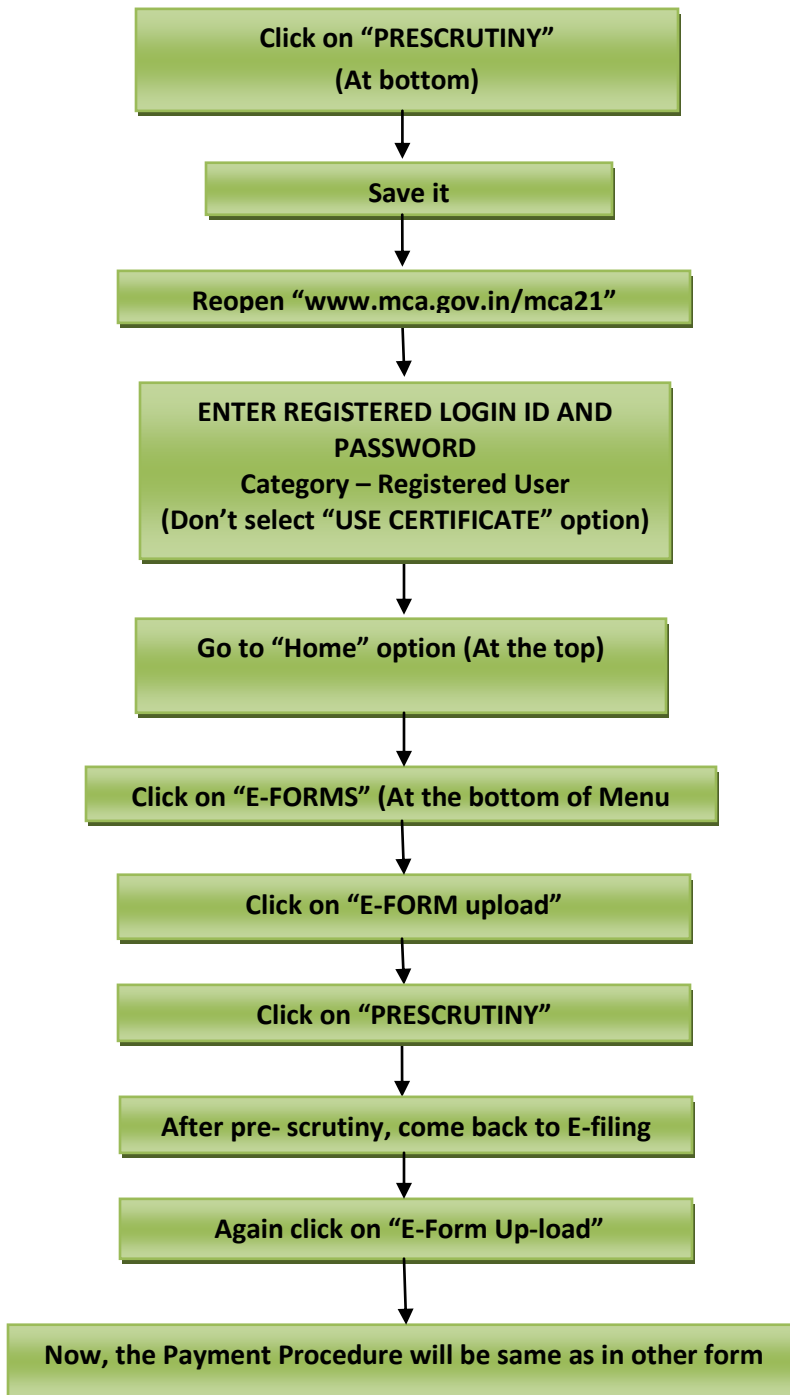 Click on “PRESCRUTINY”
(At bottom)
Save it
Reopen “www.mca.gov.in/mca21”
ENTER REGISTERED LOGIN ID AND
PASSWORD
Category – Registered User
(Don’t select “USE CERTIFICATE” option)
Go to “Home” option (At the top)
Click on “E-FORMS” (At the bottom of Menu
Click on “E-FORM upload”
Click on “PRESCRUTINY”
After pre- scrutiny, come back to E-filing
Again click on “E-Form Up-load”
Now, the Payment Procedure will be same as in other form